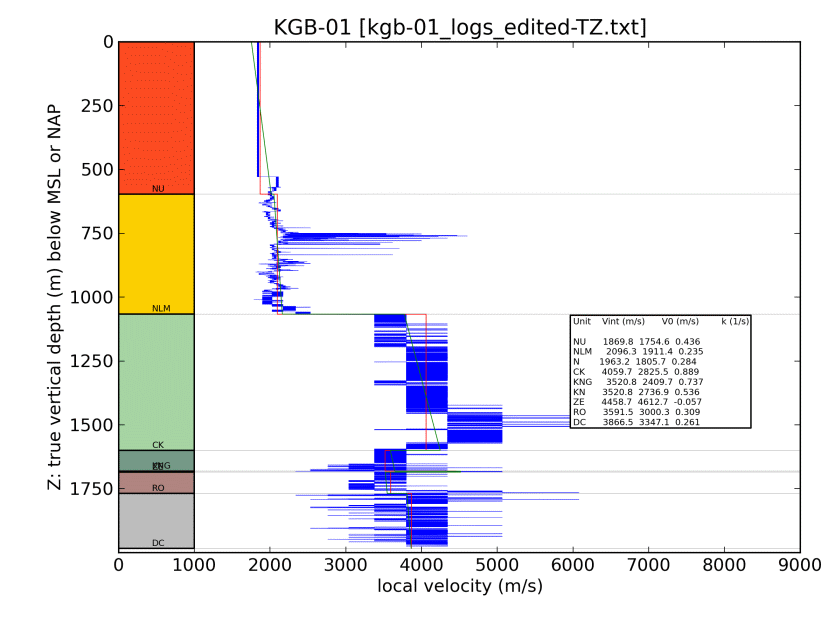 KGB-01 [kgb-01_logs_edited-TZ.txt]
Z: true vertical depth (m) below MSL or NAP
0
250
500
750
1000
1250
1500
1750
NU
NLM
CK
KNG
RO
DC
Unit Vint (m/s) V0 (m/s) k (1/s)
NU 1869.8 1754.6 0.436
NLM 2096.3 1911.4 0.235
N 1963.2 1805.7 0.284
CK 4059.7 2825.5 0.889
KNG 3520.8 2409.7 0.737
KN 3520.8 2736.9 0.536
ZE 4458.7 4612.7 -0.057
RO 3591.5 3000.3 0.309
DC 3866.5 3347.1 0.261
0 1000 2000 3000 4000 5000 6000 7000 8000 9000
local velocity (m/s)